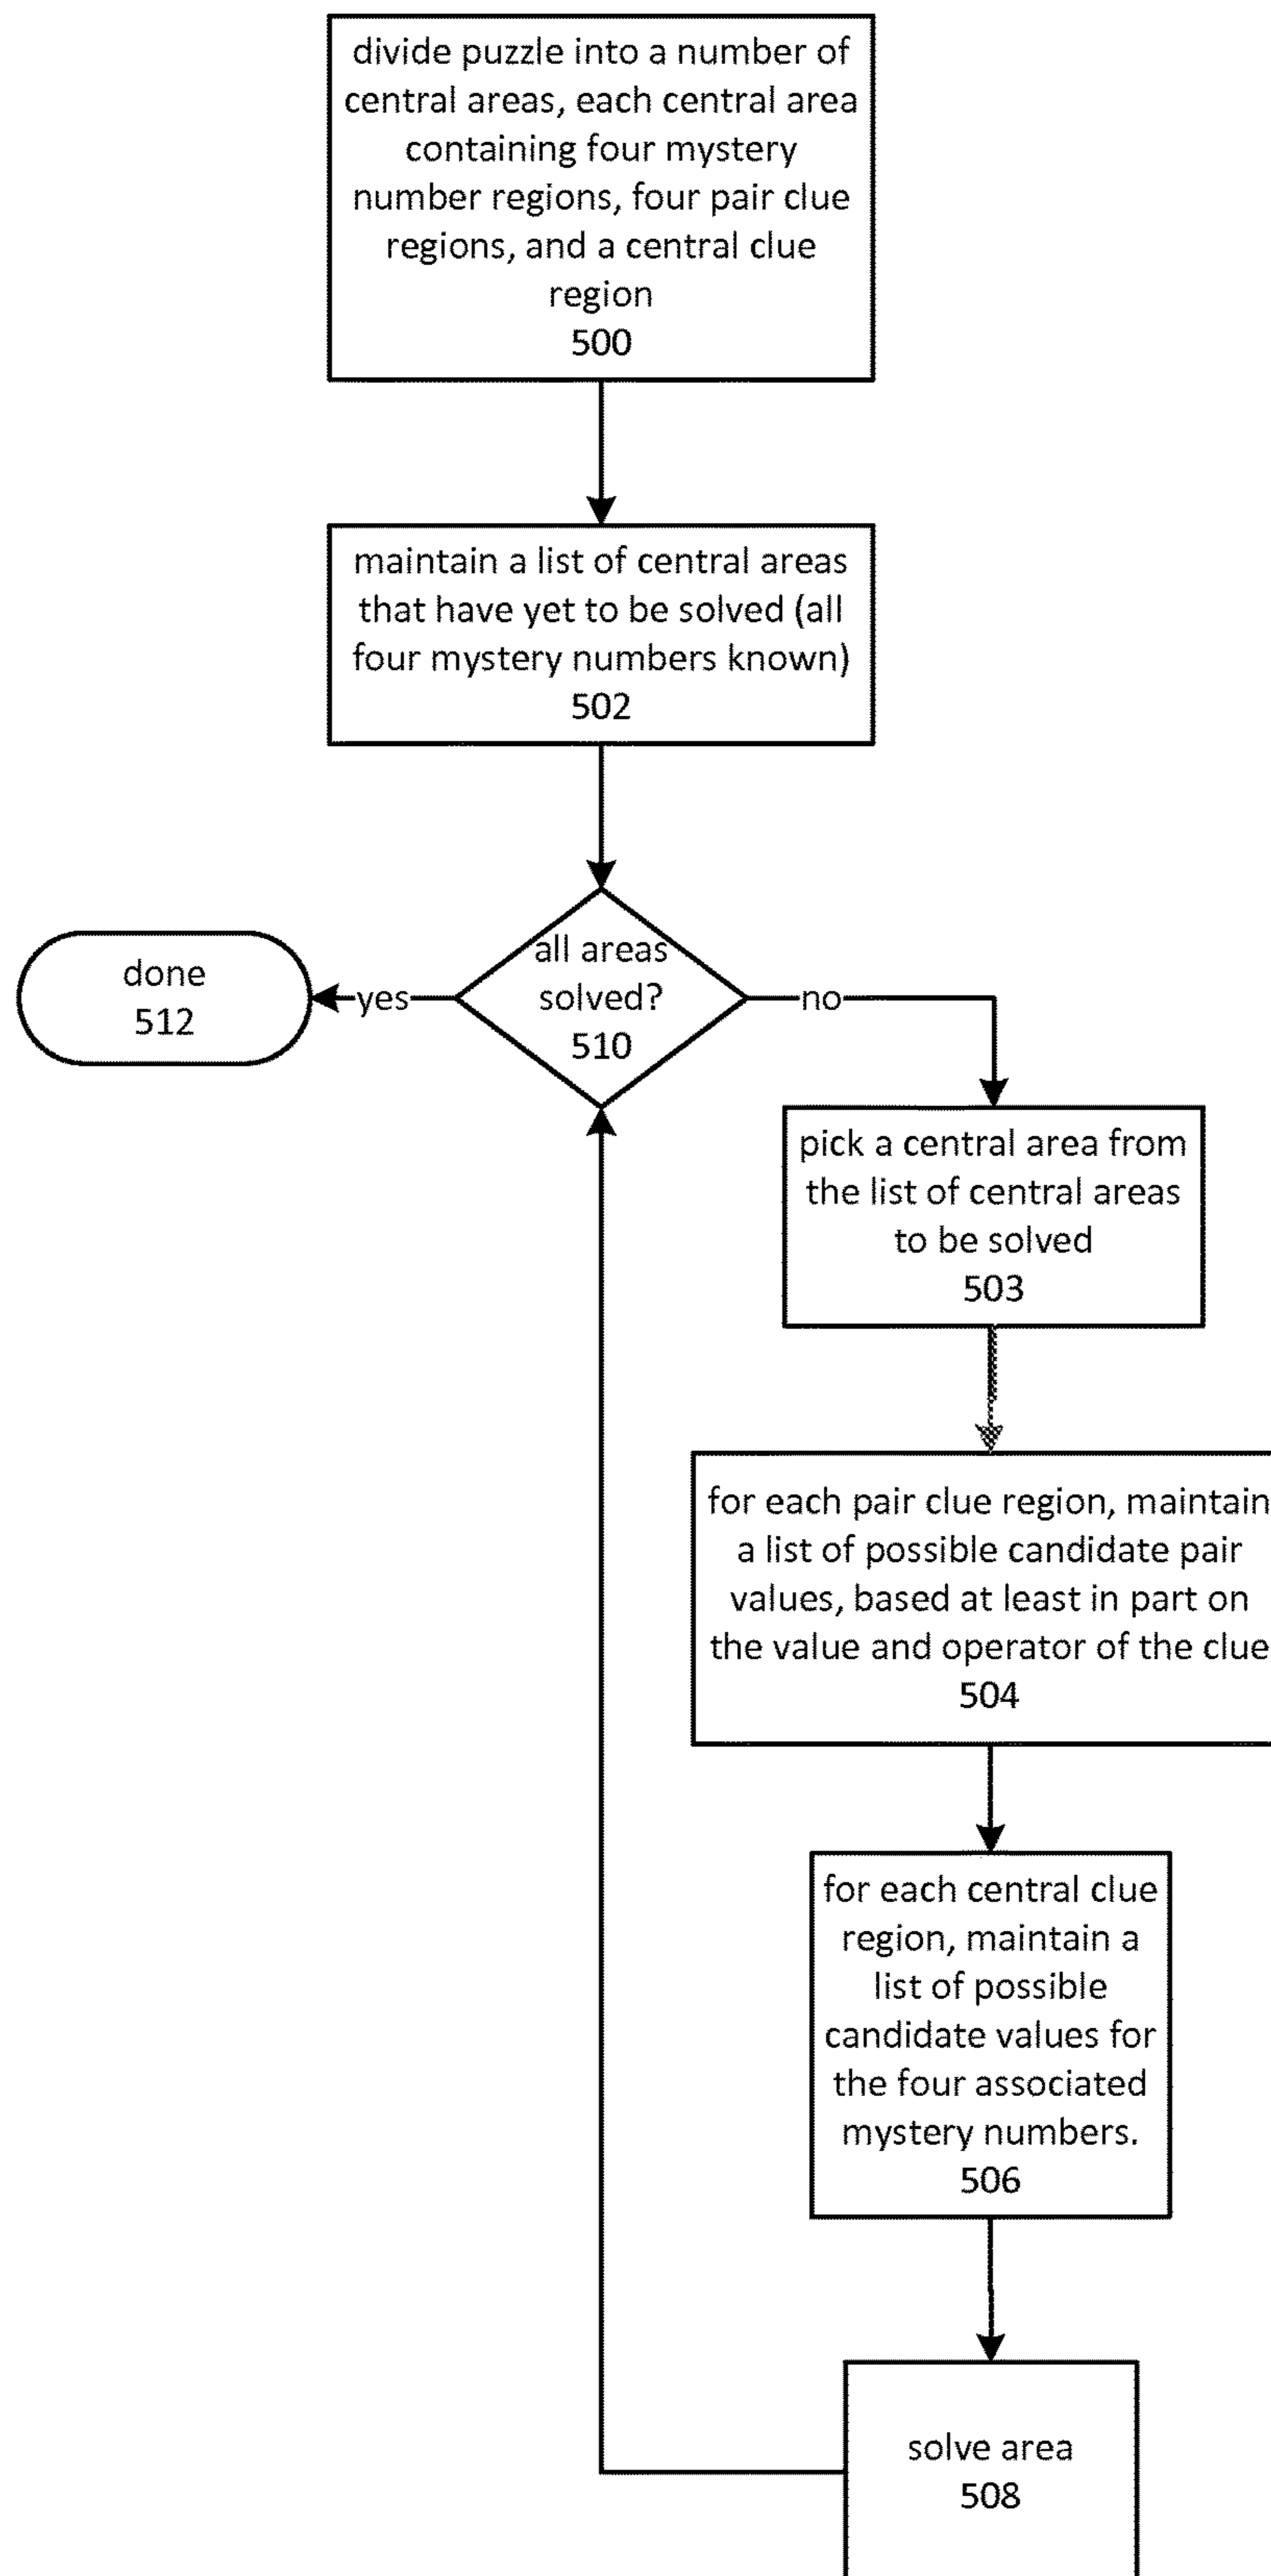 divide puzzle into a number of
central areas, each central area
containing four mystery
number regions, four pair clue
regions, and a central clue
region
500
maintain a list of central areas
that have yet to be solved (all
four mystery numbers known)
502
all areas
solved?
510
yes
done
512
no
pick a central area from
the list of central areas
to be solved
503
for each pair clue region, maintain
a list of possible candidate pair
values, based at least in part on
the value and operator of the clue
504
for each central clue
region, maintain a
list of possible
candidate values for
the four associated
mystery numbers.
506
solve area
508